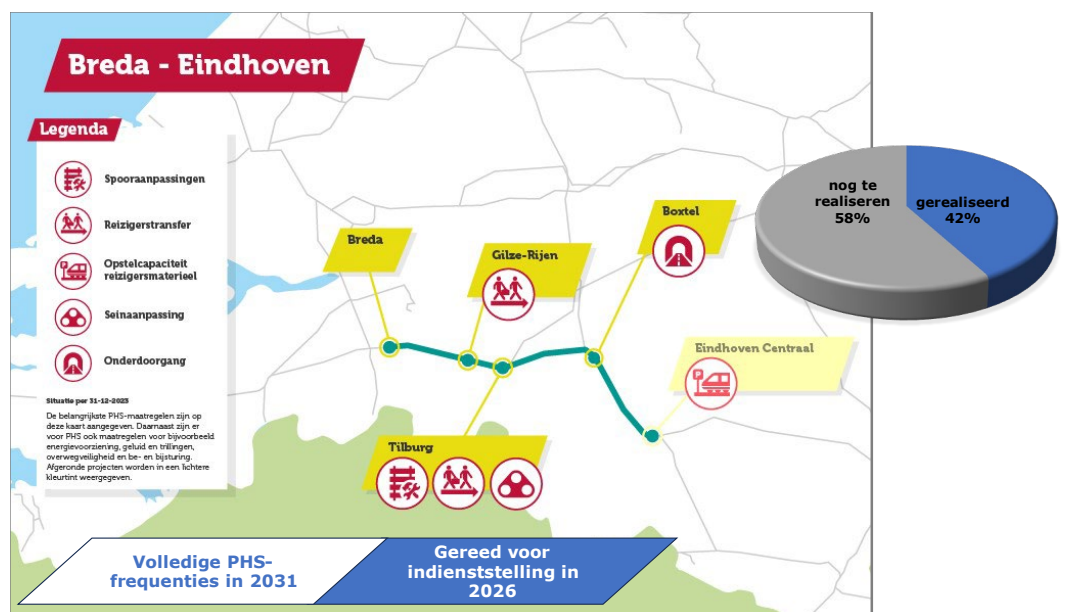 Breda - Eindhoven
Legenda
Spooraanpassingen
Reizigerstransfer
Opstelcapaciteit
reizigersmaterieel
Seinaanpassing
Onderdoorgang
Situatie per 31-12-2023
De belangrijkste PHS-maatregelen zijn op
deze kaart aangegeven. Daarnaast zijn er
voor PHS ook maatregelen voor bijvoorbeeld
energievoorziening, geluid en trillingen,
overwegveiligheid en be- en bijsturing.
Afgeronde projecten worden in een lichtere
kleurtint weergegeven.
Breda
Gilze-Rijen
Boxtel
Eindhoven Centraal
P
Tilburg
nog te
realiseren
58%
gerealiseerd
42%
Volledige PHS-
frequenties in 2031
Gereed voor
indienststelling in
2026